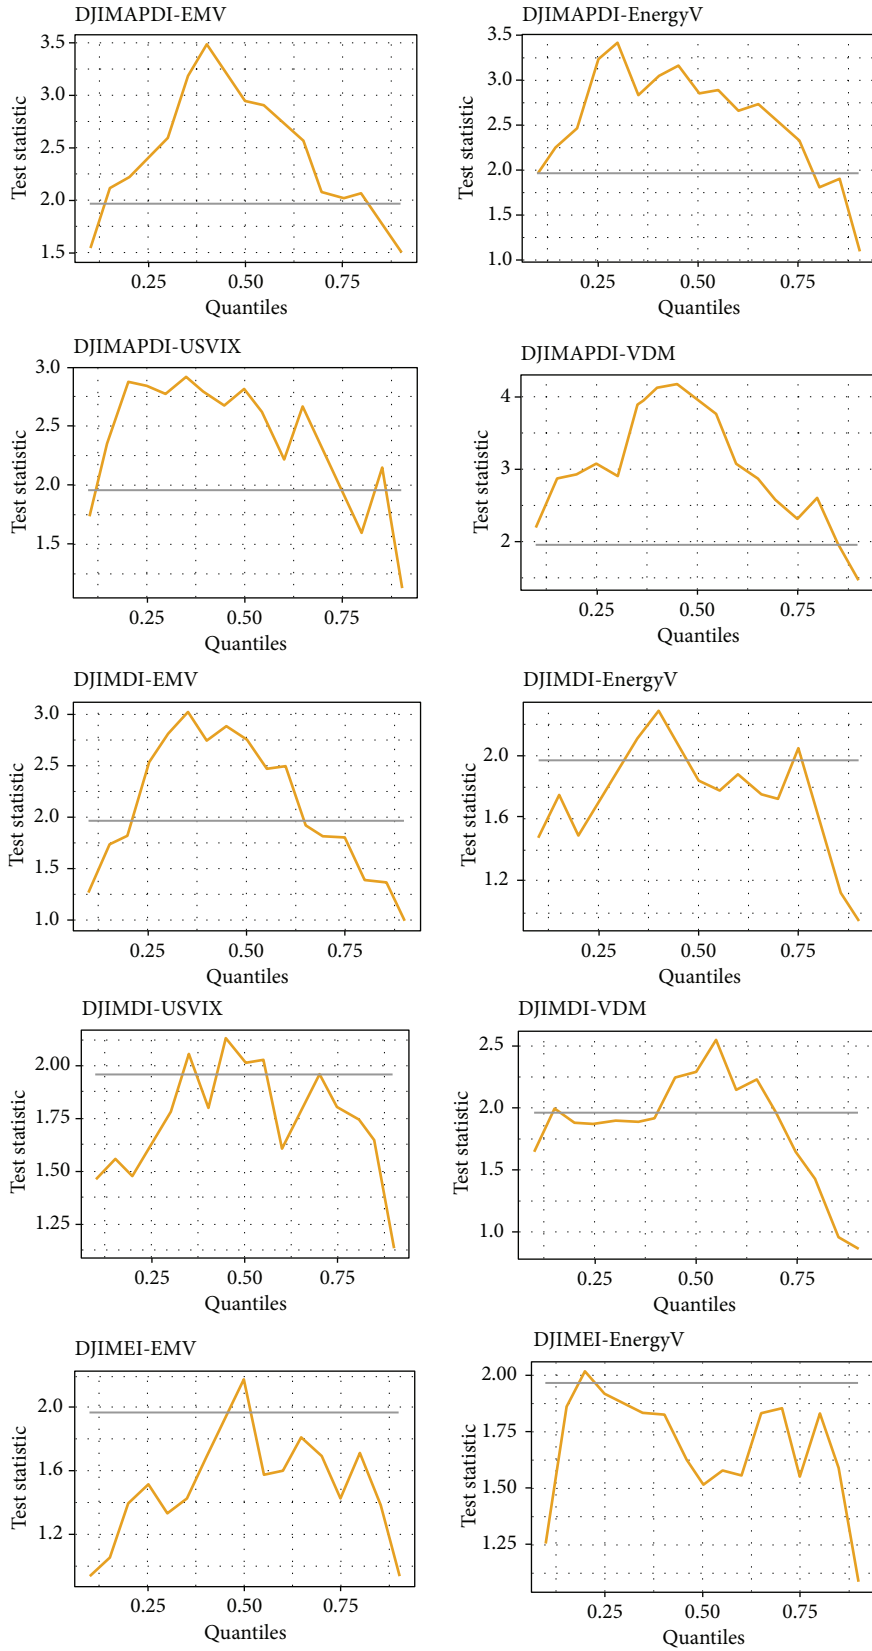 DJIMAPDI-EMV
3.5
3.0
2.5
2.0
1.5
Test statistic
0.25 0.50 0.75
Quantiles
DJIMAPDI-EnergyV
3.5
3.0
2.5
2.0
1.5
1.0
Test statistic
0.25 0.50 0.75
Quantiles
DJIMAPDI-USVIX
3.0
2.5
2.0
1.5
Test statistic
0.25 0.50 0.75
Quantiles
DJIMAPDI-VDM
4
3
2
Test statistic
0.25 0.50 0.75
Quantiles
DJIMDI-EMV
3.0
2.5
2.0
1.5
1.0
Test statistic
0.25 0.50 0.75
Quantiles
DJIMDI-EnergyV
2.0
1.6
1.2
Test statistic
0.25 0.50 0.75
Quantiles
DJIMDI-USVIX
2.00
1.75
1.50
1.25
Test statistic
0.25 0.50 0.75
Quantiles
DJIMDI-VDM
2.5
2.0
1.5
1.0
Test statistic
0.25 0.50 0.75
Quantiles
DJIMEI-EMV
2.0
1.6
1.2
Test statistic
0.25 0.50 0.75
Quantiles
DJIMEI-EnergyV
2.00
1.75
1.50
1.25
Test statistic
0.25 0.50 0.75
Quantiles